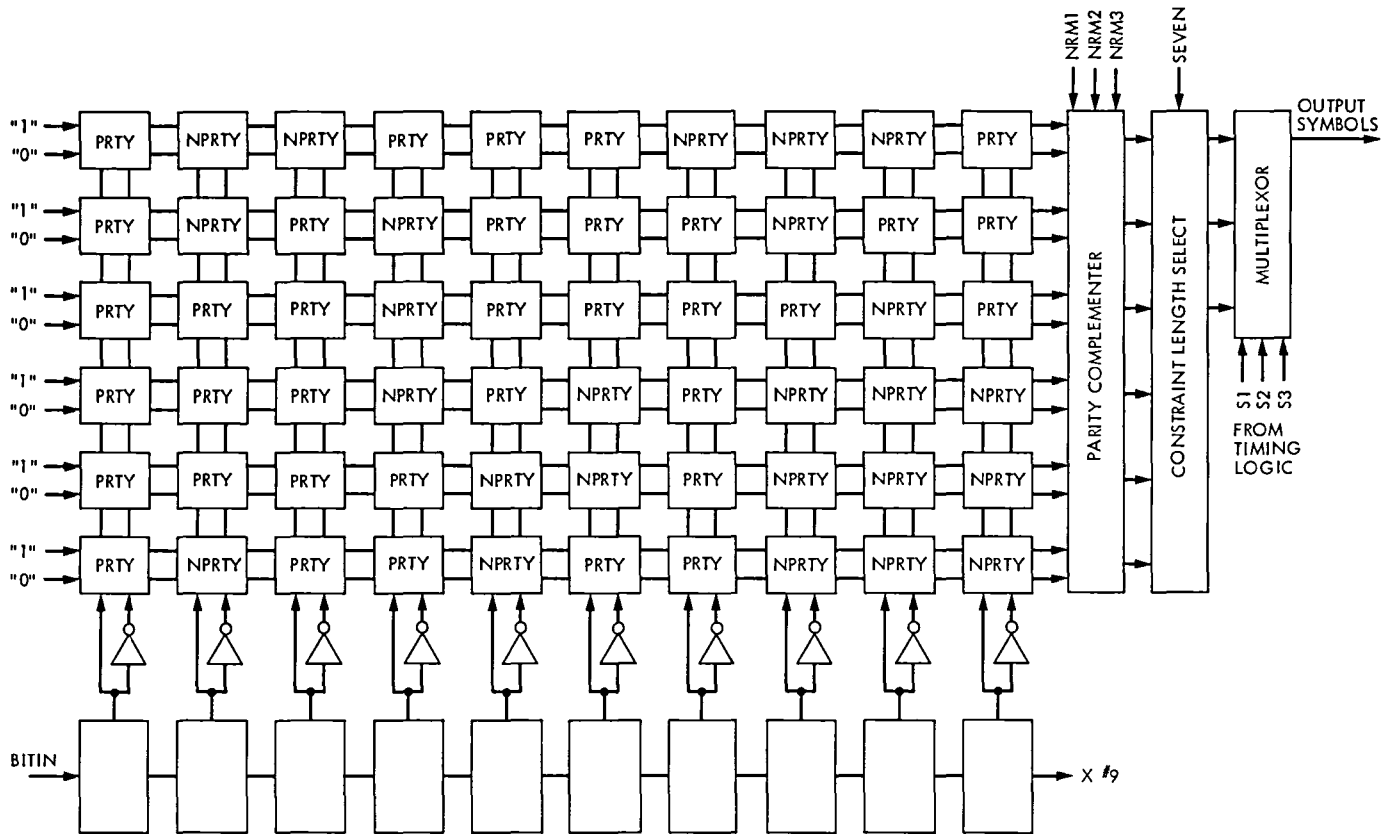 NRM1
NRM2
NRM3
SEVEN
OUTPUT
SYMBOLS
"1" PRTY NPRTY NPRTY PRTY PRTY PRTY NPRTY NPRTY NPRTY PRTY
"0"
"1" PRTY NPRTY PRTY NPRTY PRTY PRTY PRTY NPRTY PRTY PRTY
"0"
"1" PRTY PRTY PRTY NPRTY PRTY PRTY PRTY PRTY NPRTY PRTY
"0"
"1" PRTY PRTY PRTY NPRTY PRTY NPRTY PRTY NPRTY NPRTY NPRTY
"0"
"1" PRTY PRTY PRTY PRTY NPRTY NPRTY PRTY NPRTY NPRTY NPRTY
"0"
"1" PRTY NPRTY PRTY PRTY NPRTY PRTY PRTY NPRTY NPRTY NPRTY
"0"
PARITY COMPLEMENTER
CONSTRAINT LENGTH SELECT
MULTIPLEXOR
S1
S2
S3
FROM
TIMING
LOGIC
BITIN
X #9